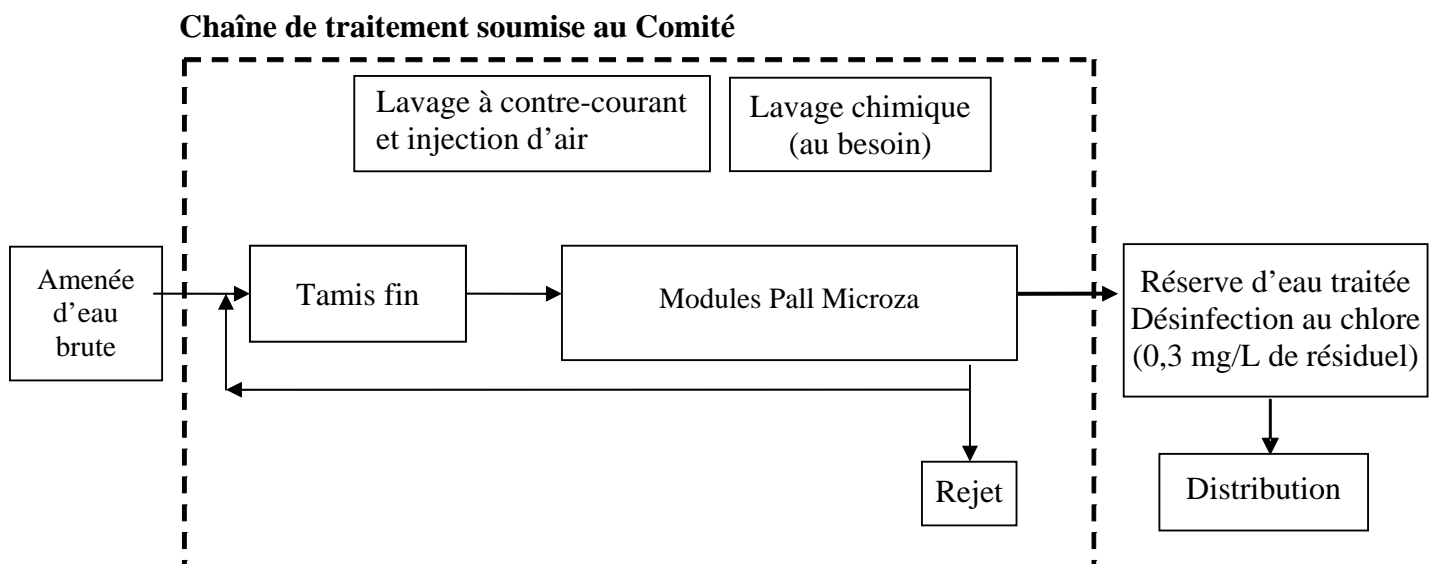 Chaîne de traitement soumise au Comité
Lavage à contre-courant
et injection d’air
Lavage chimique
(au besoin)
Amenée
d’eau
brute
Tamis fin
Modules Pall Microza
Réserve d’eau traitée
Désinfection au chlore
(0,3 mg/L de résiduel)
Rejet
Distribution